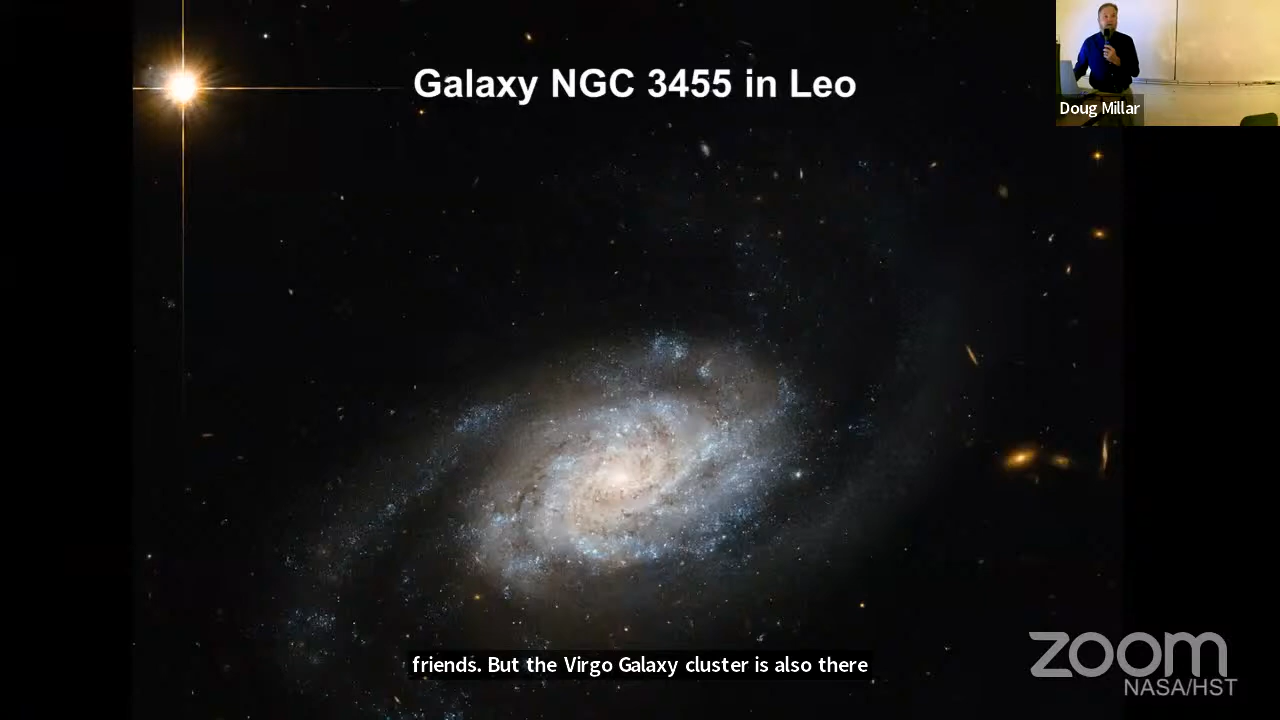 Galaxy NGC 3455 in Leo
Doug Millar
friends. But the Virgo Galaxy cluster is also there
zoom
NASA/HST